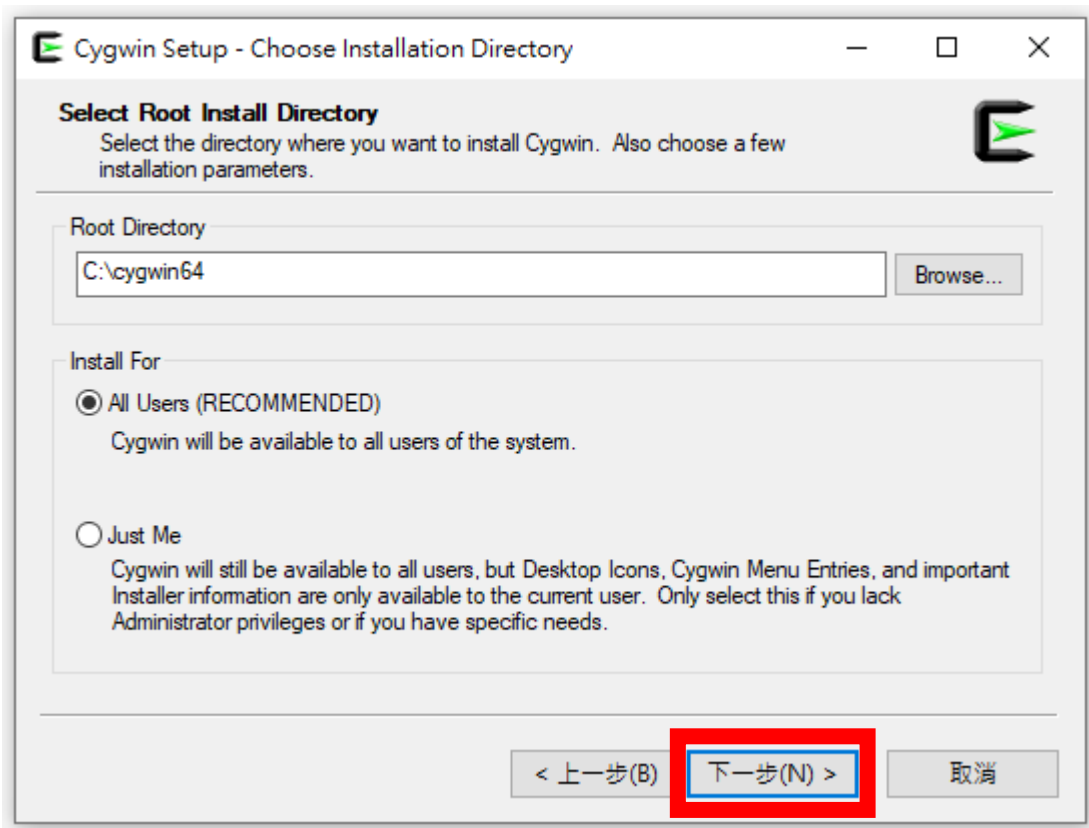 Cygwin Setup - Choose Installation Directory
Select Root Install Directory
Select the directory where you want to install Cygwin. Also choose a few
installation parameters.
Root Directory
C:\cygwin64
Browse...
Install For
All Users (RECOMMENDED)
Cygwin will be available to all users of the system.
Just Me
Cygwin will still be available to all users, but Desktop Icons, Cygwin Menu Entries, and important
Installer information are only available to the current user. Only select this if you lack
Administrator privileges or if you have specific needs.
< 上一步(B) 下一步(N) > 取消